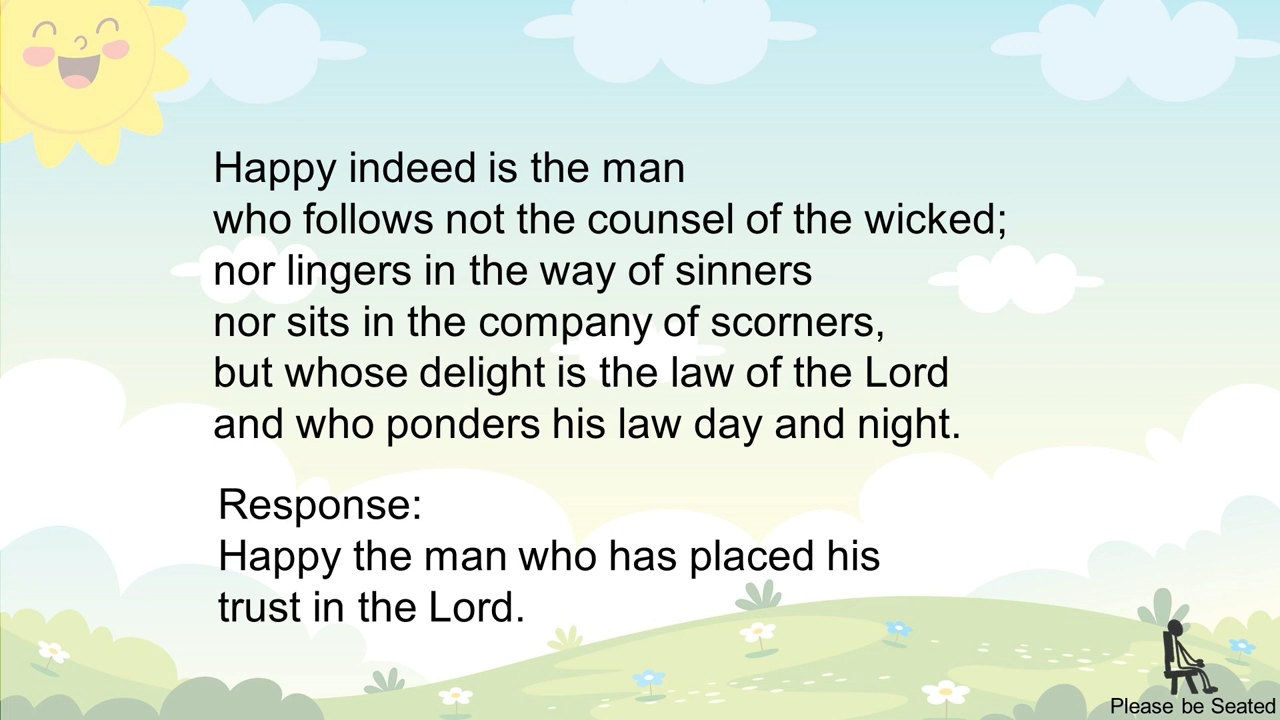 Happy indeed is the man
who follows not the counsel of the wicked;
nor lingers in the way of sinners
nor sits in the company of scorners,
but whose delight is the law of the Lord
and who ponders his law day and night.
Response:
Happy the man who has placed his
trust in the Lord.
Please be Seated